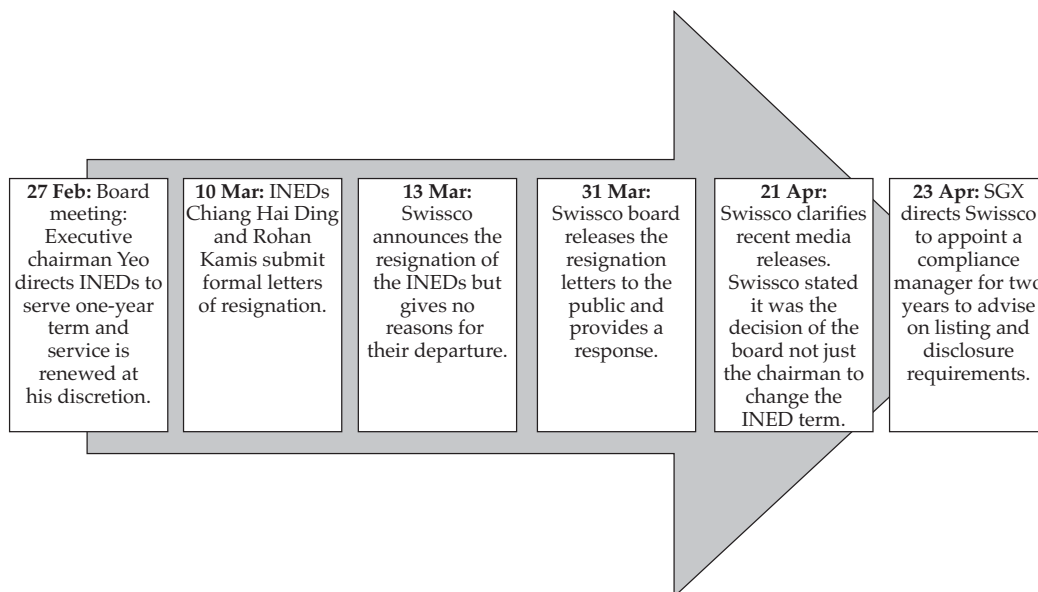 27 Feb: Board
meeting:
Executive
chairman Yeo
directs INEDs to
serve one-year
term and
service is
renewed at
his discretion.
10 Mar: INEDs
Chiang Hai Ding
and Rohan
Kamis submit
formal letters
of resignation.
13 Mar:
Swissco
announces the
resignation of
the INEDs but
gives no
reasons for
their departure.
31 Mar:
Swissco board
releases the
resignation
letters to the
public and
provides a
response.
21 Apr:
Swissco clarifies
recent media
releases.
Swissco stated
it was the
decision of the
board not just
the chairman to
change the
INED term.
23 Apr: SGX
directs Swissco
to appoint a
compliance
manager for two
years to advise
on listing and
disclosure
requirements.